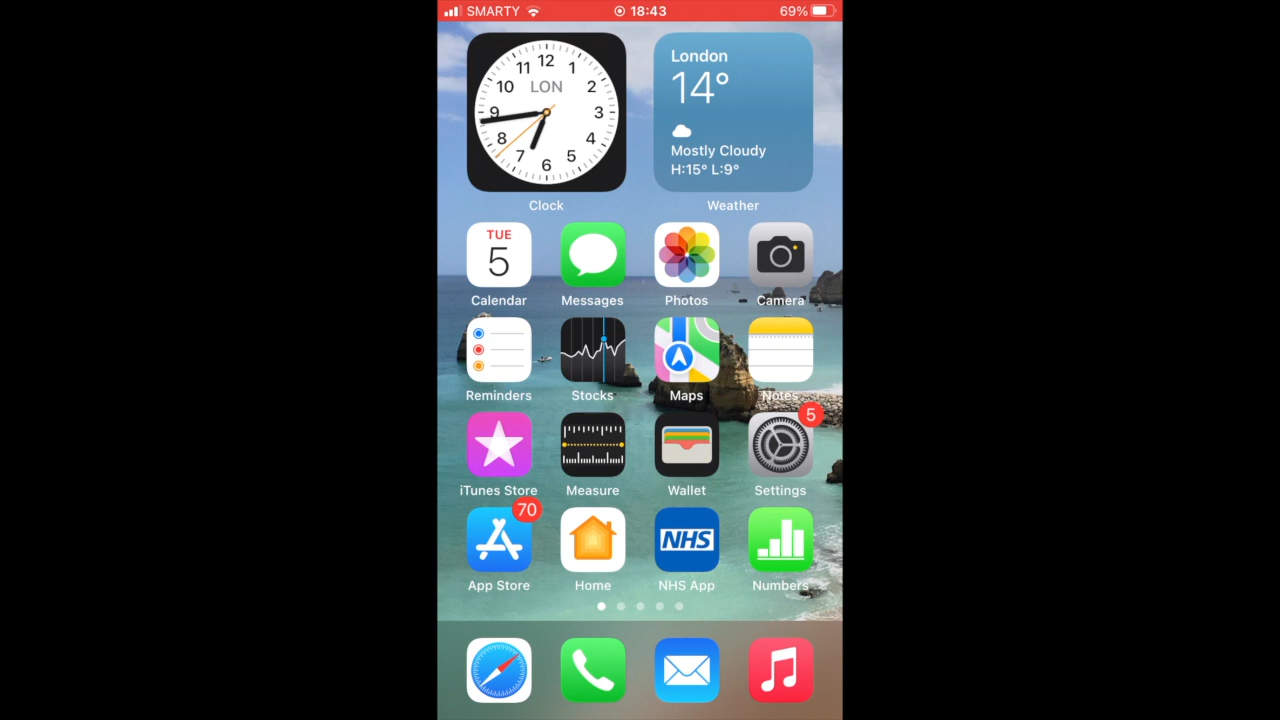 SMARTY 18:43 69%
12
11 1
10 LON 2
9 3
8 4
7 5
6
London
14°
Mostly Cloudy
H:15° L:9°
Clock Weather
TUE
5
Calendar Messages Photos Camera
Reminders Stocks Maps Notes
5
iTunes Store Measure Wallet Settings
70
NHS
App Store Home NHS App Numbers